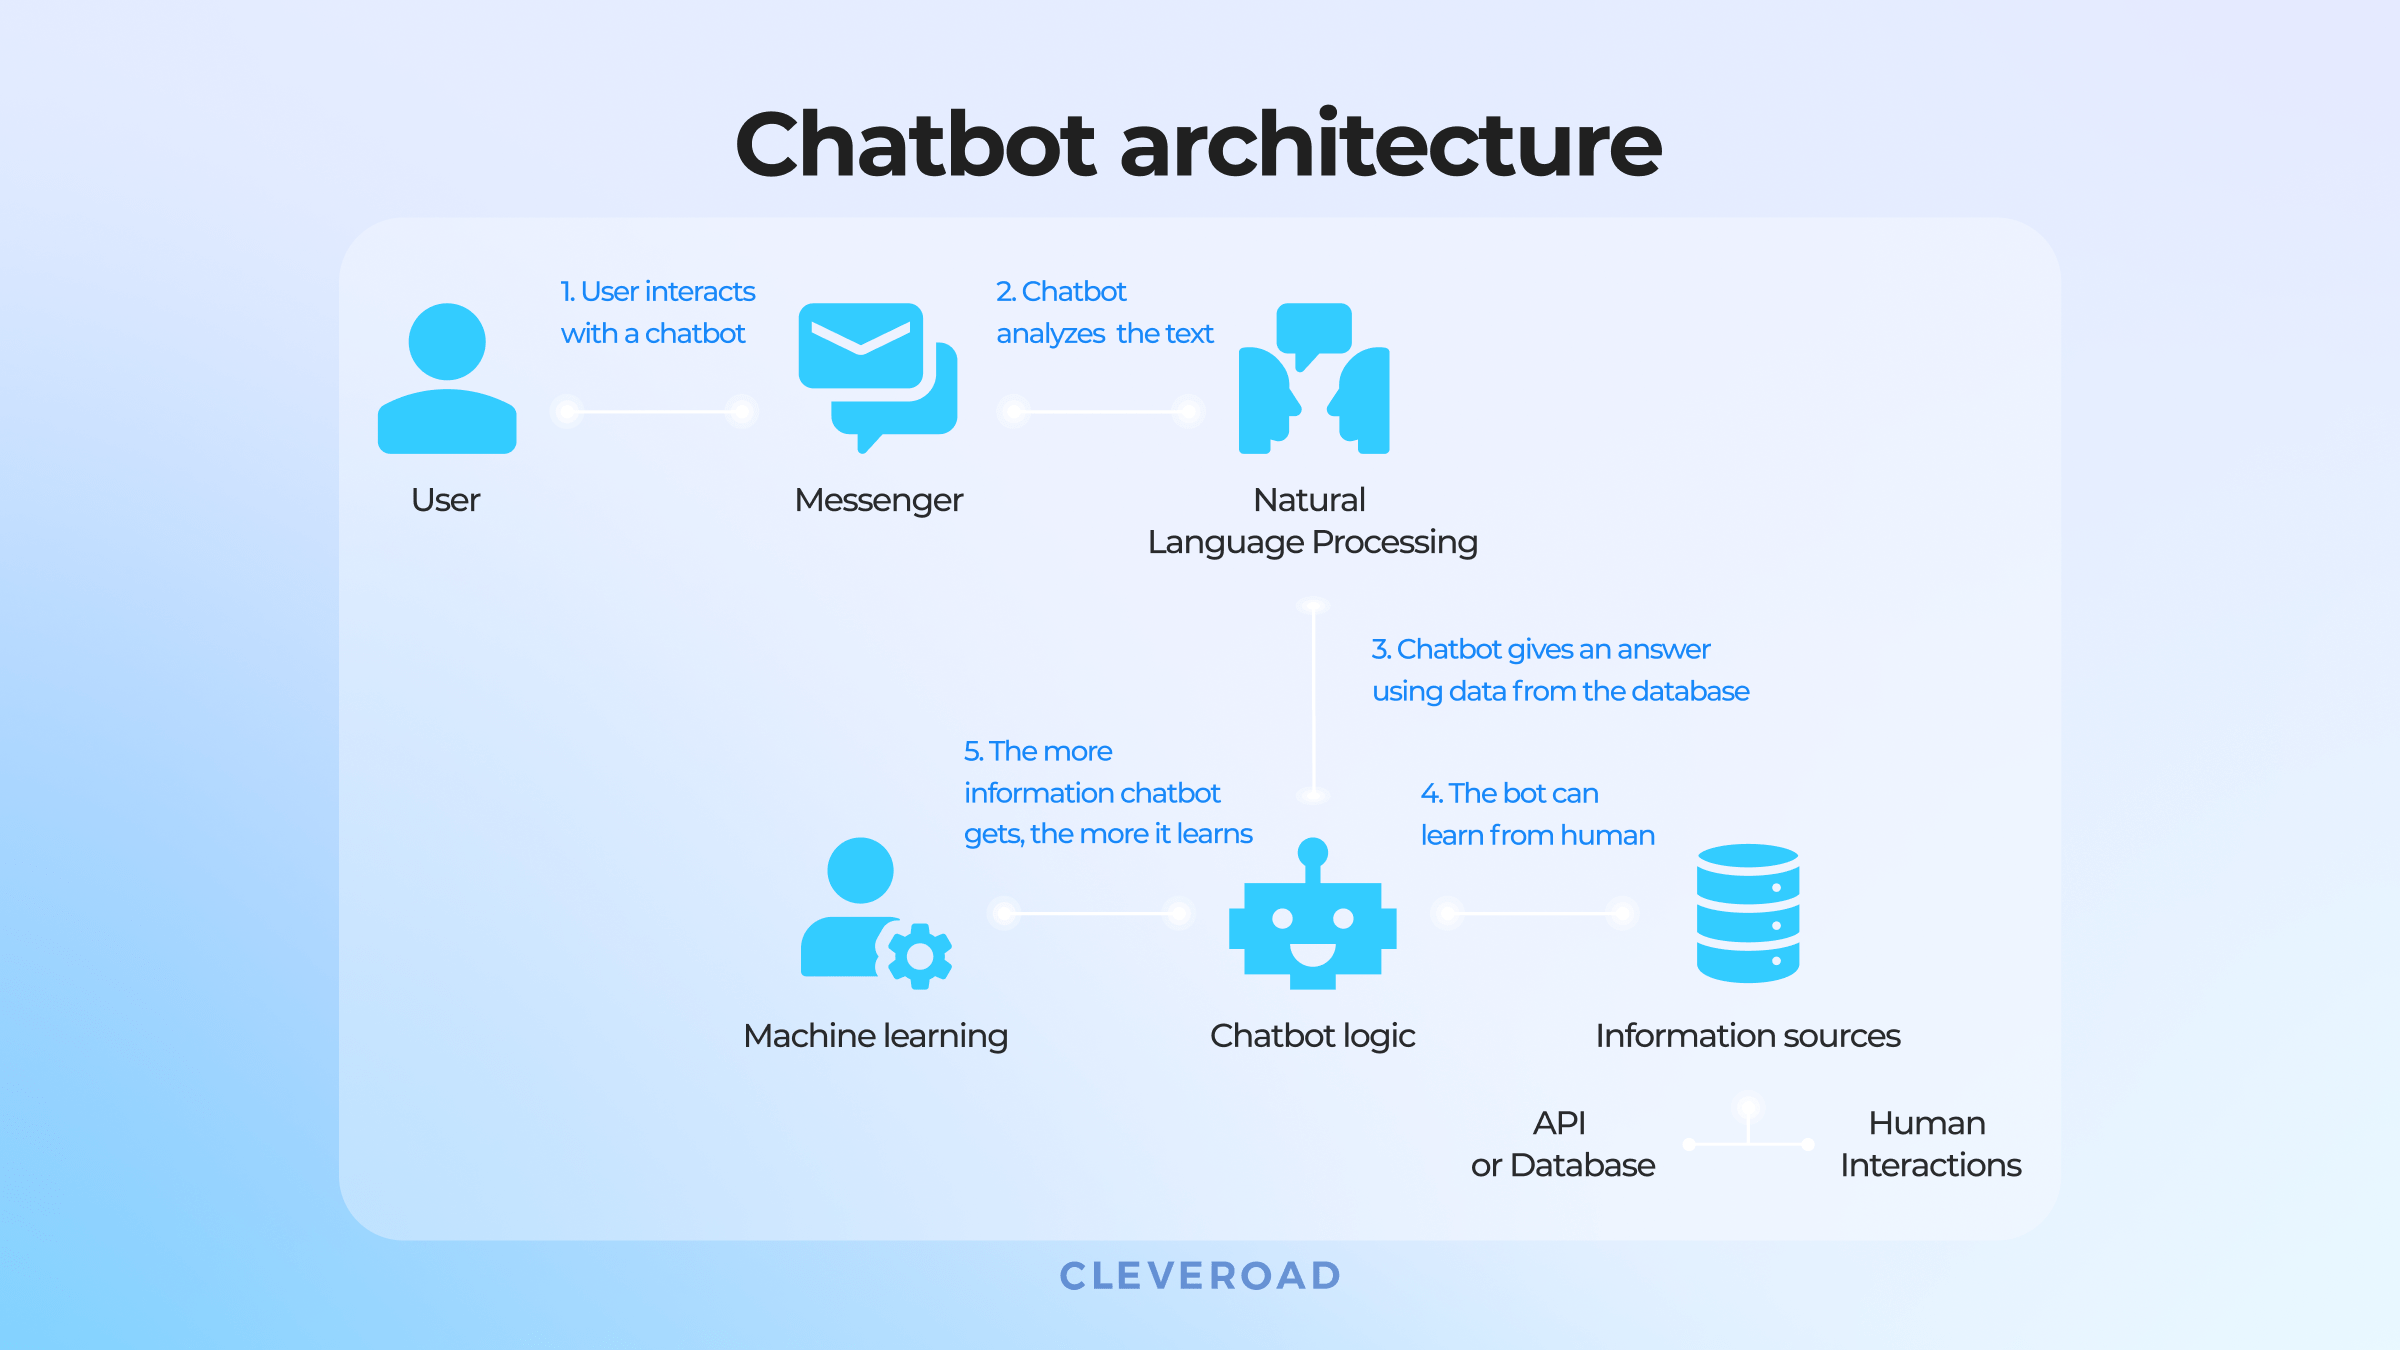 Chatbot architecture
1. User interacts
with a chatbot
2. Chatbot
analyzes the text
User
Messenger
Natural
Language Processing
3. Chatbot gives an answer
using data from the database
5. The more
information chatbot
gets, the more it learns
4. The bot can
learn from human
Machine learning
Chatbot logic
Information sources
API
or Database
Human
Interactions
CLEVEROAD